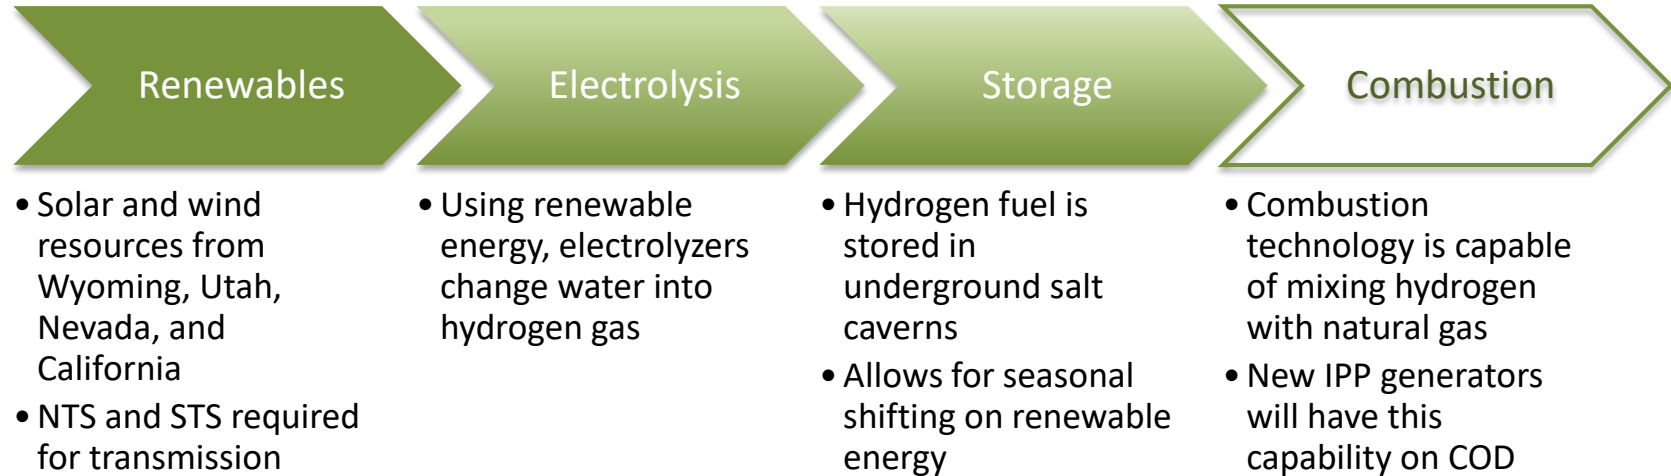 Renewables
• Solar and wind
resources from
Wyoming, Utah,
Nevada, and
California
• NTS and STS required
for transmission
Electrolysis
• Using renewable
energy, electrolyzers
change water into
hydrogen gas
Storage
• Hydrogen fuel is
stored in
underground salt
caverns
• Allows for seasonal
shifting on renewable
energy
Combustion
• Combustion
technology is capable
of mixing hydrogen
with natural gas
• New IPP generators
will have this
capability on COD